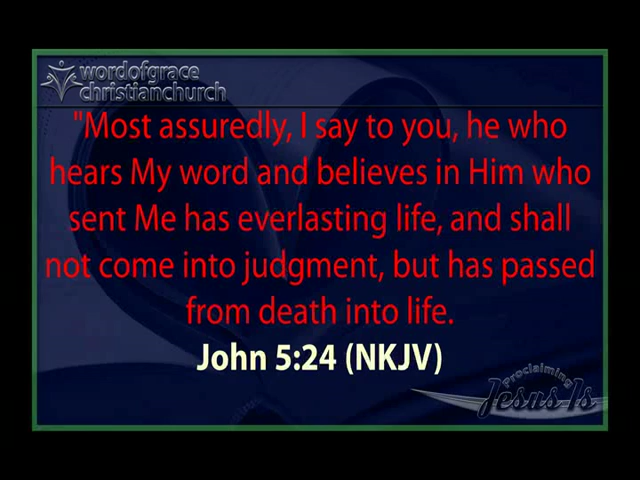 wordofgrace
christianchurch
"Most assuredly, I say to you, he who
hears My word and believes in Him who
sent Me has everlasting life, and shall
not come into judgment, but has passed
from death into life.
John 5:24 (NKJV)
Proclaiming
Jesus Is